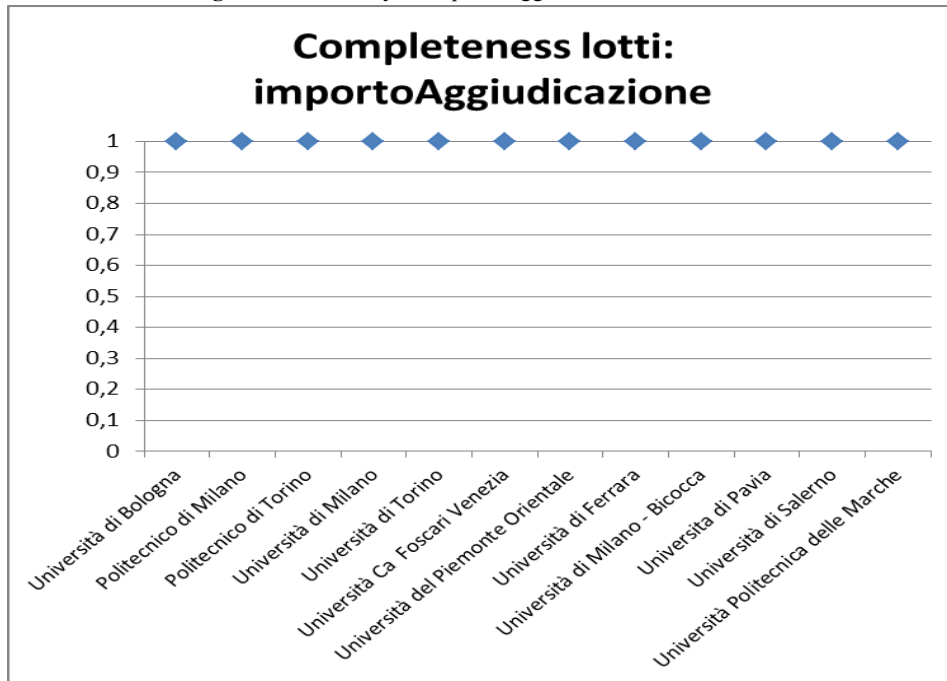 Completeness lotti:
importoAggiudicazione
1
0,9
0,8
0,7
0,6
0,5
0,4
0,3
0,2
0,1
0
Università di Bologna
Politecnico di Milano
Politecnico di Torino
Università di Milano
Università di Torino
Università Ca Foscari Venezia
Università del Piemonte Orientale
Università di Ferrara
Università di Milano - Bicocca
Universita di Pavia
Università di Salerno
Università Politecnica delle Marche